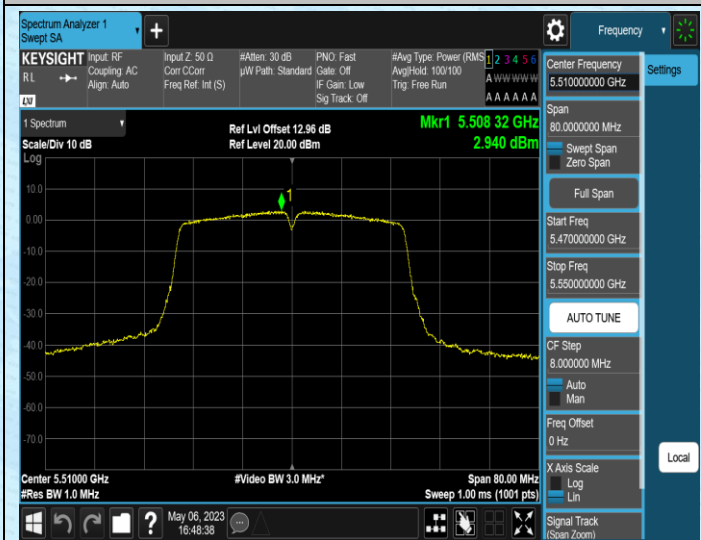 Spectrum Analyzer 1
Swept SA
Frequency
KEYSIGHT
R L
LXI
Input: RF
Coupling: AC
Align: Auto
Input Z: 50 Ω
Corr CCorr
Freq Ref: Int (S)
#Atten: 30 dB
µW Path: Standard
PNO: Fast
Gate: Off
IF Gain: Low
Sig Track: Off
#Avg Type: Power (RMS
Avg|Hold: 100/100
Trig: Free Run
1 2 3 4 5 6
A W W W W W
A A A A A A
1 Spectrum
Scale/Div 10 dB
Ref Lvl Offset 12.96 dB
Ref Level 20.00 dBm
Mkr1 5.508 32 GHz
2.940 dBm
Log
10.0
0.00
-10.0
-20.0
-30.0
-40.0
-50.0
-60.0
-70.0
1
Center 5.51000 GHz
#Res BW 1.0 MHz
#Video BW 3.0 MHz*
Span 80.00 MHz
Sweep 1.00 ms (1001 pts)
Center Frequency
5.510000000 GHz
Settings
Span
80.0000000 MHz
Swept Span
Zero Span
Full Span
Start Freq
5.470000000 GHz
Stop Freq
5.550000000 GHz
AUTO TUNE
CF Step
8.000000 MHz
Auto
Man
Freq Offset
0 Hz
X Axis Scale
Log
Lin
Signal Track
(Span Zoom)
Local
?
May 06, 2023
16:48:38